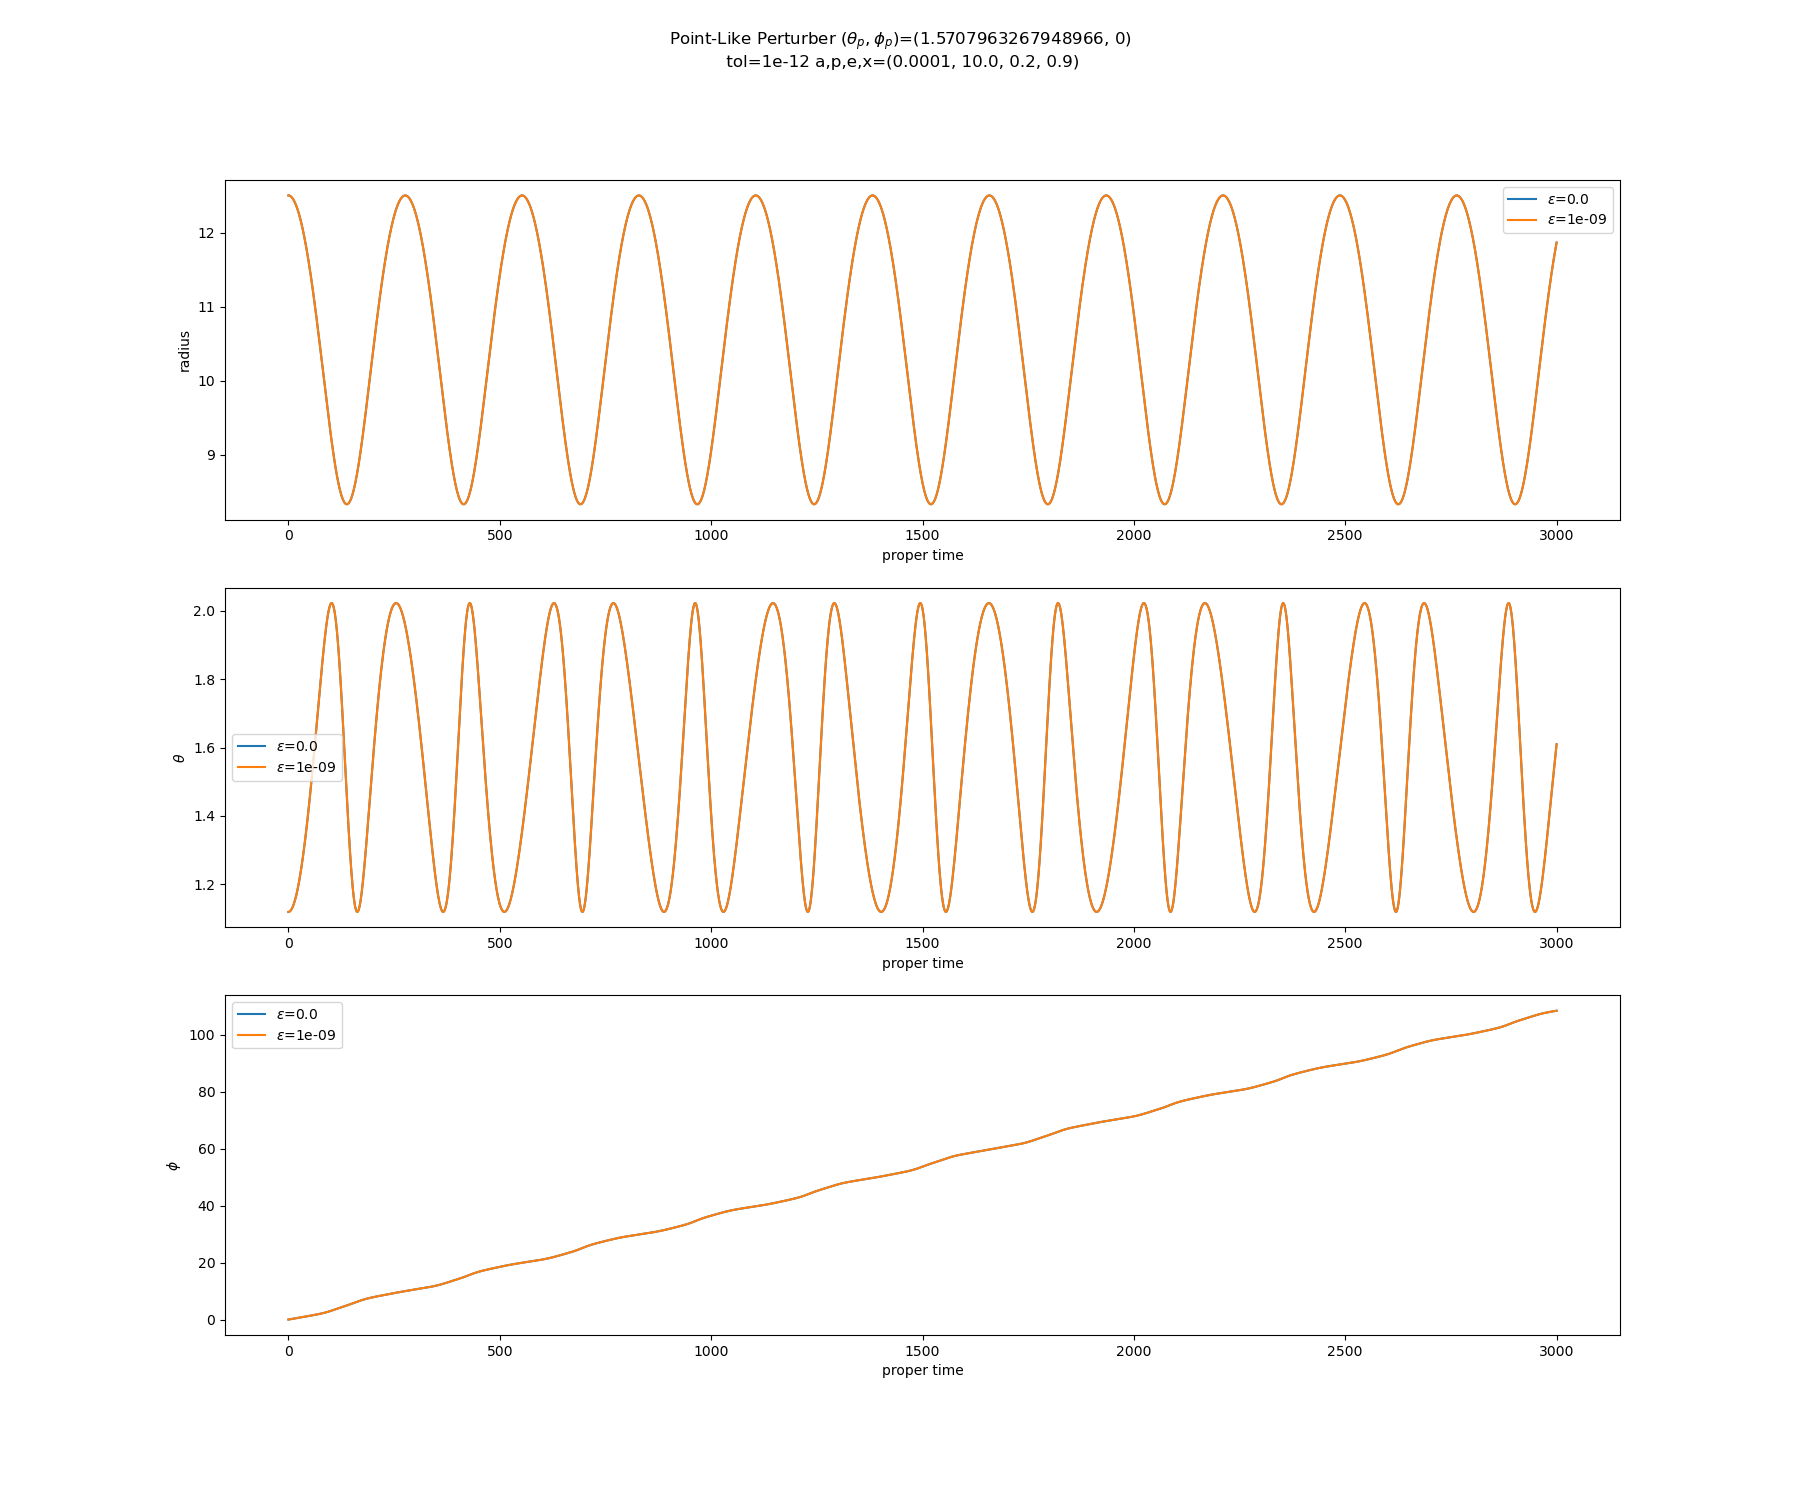 Point-Like Perturber (θ_p, ϕ_p)=(1.5707963267948966, 0)
tol=1e-12 a,p,e,x=(0.0001, 10.0, 0.2, 0.9)
12
11
10
9
radius
ε=0.0
ε=1e-09
0 500 1000 1500 2000 2500 3000
proper time
2.0
1.8
1.6
1.4
1.2
θ
ε=0.0
ε=1e-09
0 500 1000 1500 2000 2500 3000
proper time
100
80
60
40
20
0
ϕ
ε=0.0
ε=1e-09
0 500 1000 1500 2000 2500 3000
proper time